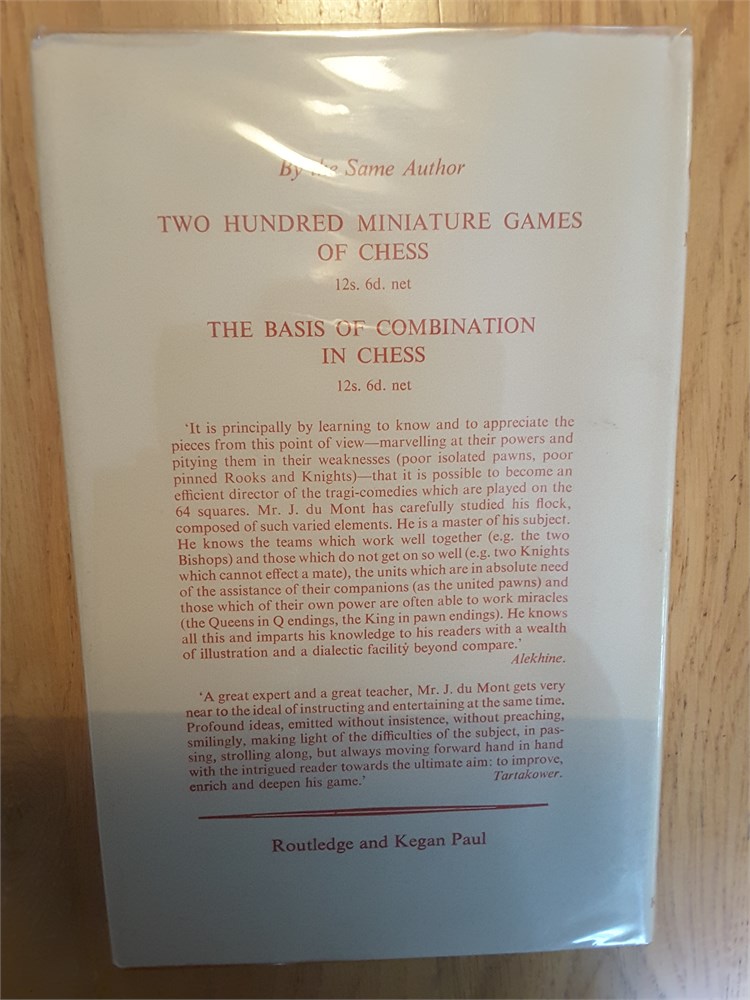 By the Same Author
TWO HUNDRED MINIATURE GAMES
OF CHESS
12s. 6d. net
THE BASIS OF COMBINATION
IN CHESS
12s. 6d. net
‘It is principally by learning to know and to appreciate the
pieces from this point of view—marvelling at their powers and
pitying them in their weaknesses (poor isolated pawns, poor
pinned Rooks and Knights)—that it is possible to become an
efficient director of the tragi-comedies which are played on the
64 squares. Mr. J. du Mont has carefully studied his flock,
composed of such varied elements. He is a master of his subject.
He knows the teams which work well together (e.g. the two
Bishops) and those which do not get on so well (e.g. two Knights
which cannot effect a mate), the units which are in absolute need
of the assistance of their companions (as the united pawns) and
those which of their own power are often able to work miracles
(the Queens in Q endings, the King in pawn endings). He knows
all this and imparts his knowledge to his readers with a wealth
of illustration and a dialectic facility beyond compare.’
Alekhine.
‘A great expert and a great teacher, Mr. J. du Mont gets very
near to the ideal of instructing and entertaining at the same time.
Profound ideas, emitted without insistence, without preaching,
smilingly, making light of the difficulties of the subject, in pas-
sing, strolling along, but always moving forward hand in hand
with the intrigued reader towards the ultimate aim: to improve,
enrich and deepen his game.’ Tartakower.
Routledge and Kegan Paul